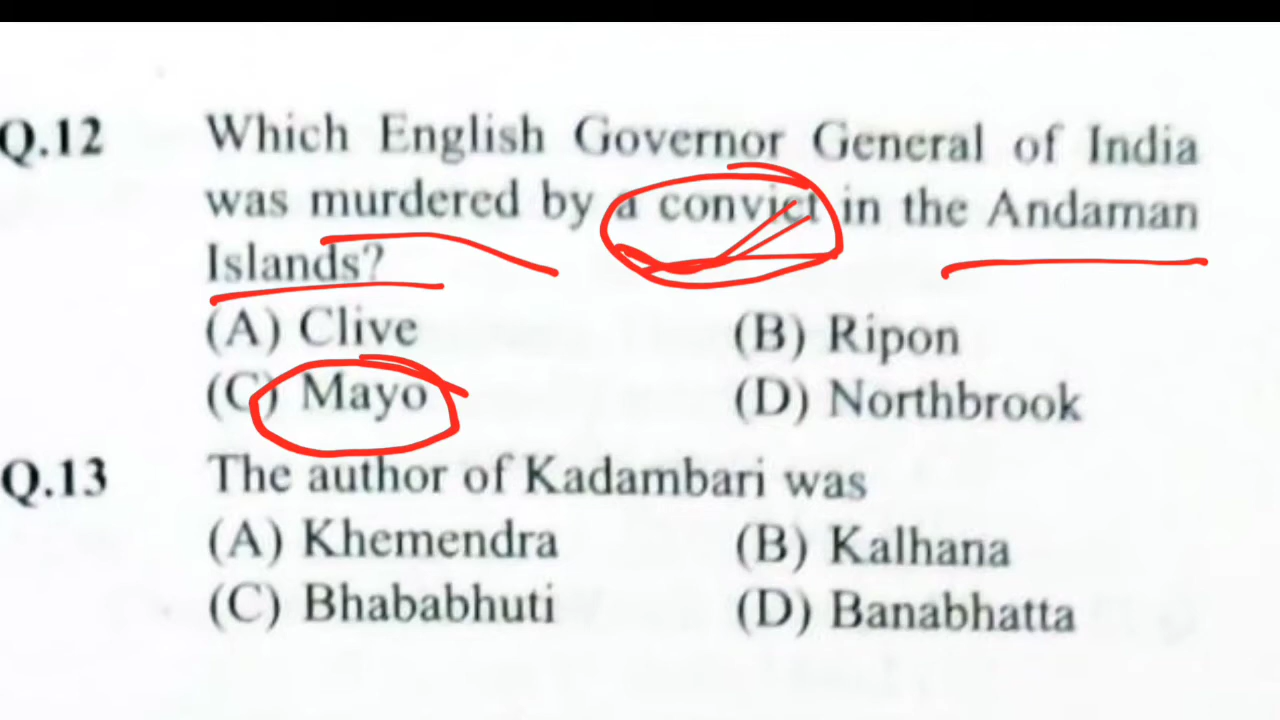 Q.12 Which English Governor General of India
was murdered by a convict in the Andaman
Islands?
(A) Clive (B) Ripon
(C) Mayo (D) Northbrook
Q.13 The author of Kadambari was
(A) Khemendra (B) Kalhana
(C) Bhababhuti (D) Banabhatta